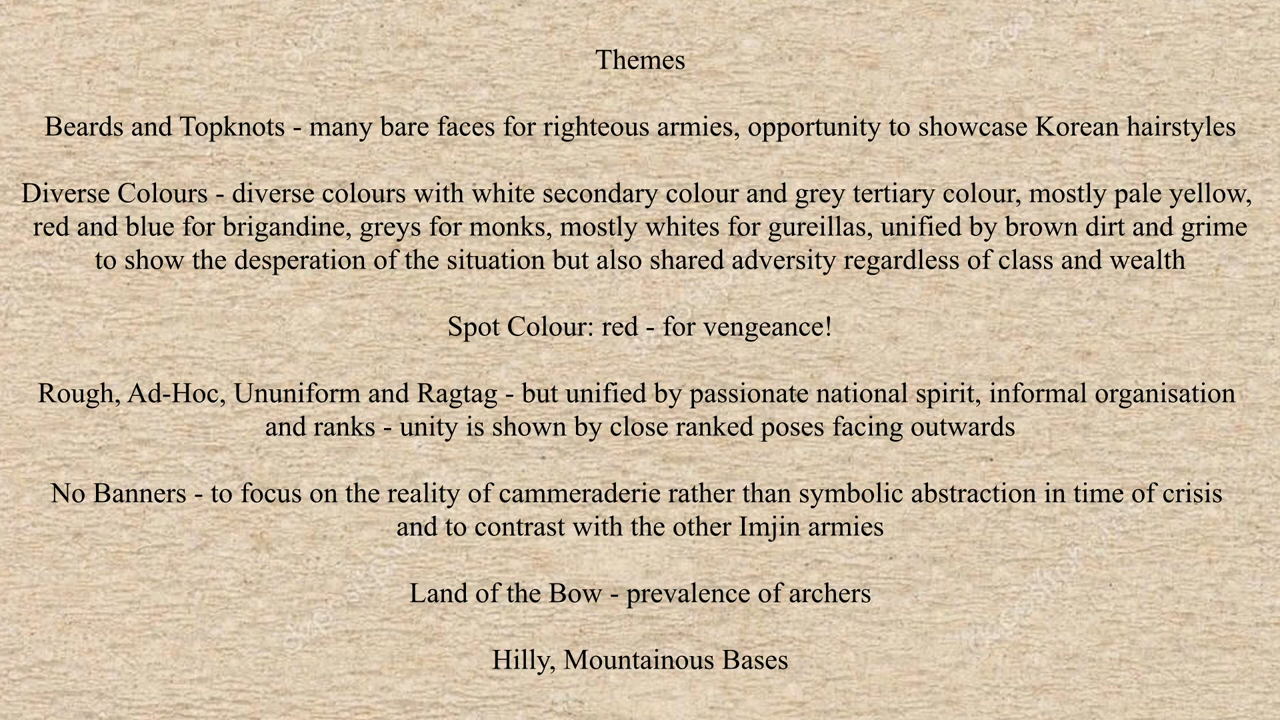 Themes
Beards and Topknots - many bare faces for righteous armies, opportunity to showcase Korean hairstyles
Diverse Colours - diverse colours with white secondary colour and grey tertiary colour, mostly pale yellow,
red and blue for brigandine, greys for monks, mostly whites for gureillas, unified by brown dirt and grime
to show the desperation of the situation but also shared adversity regardless of class and wealth
Spot Colour: red - for vengeance!
Rough, Ad-Hoc, Ununiform and Ragtag - but unified by passionate national spirit, informal organisation
and ranks - unity is shown by close ranked poses facing outwards
No Banners - to focus on the reality of cammeraderie rather than symbolic abstraction in time of crisis
and to contrast with the other Imjin armies
Land of the Bow - prevalence of archers
Hilly, Mountainous Bases